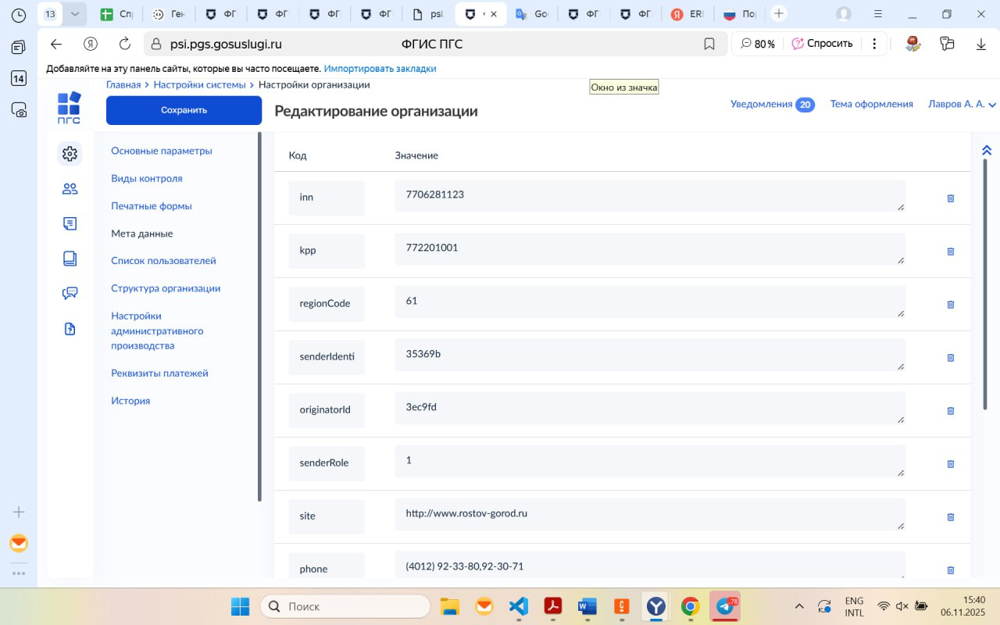 13
Спр
Ген
ФГ
ФГ
ФГ
ФГ
psi.
Go
ФГ
ФГ
ERI
По
psi.pgs.gosuslugi.ru
ФГИС ПГС
80 %
Спросить
Добавляйте на эту панель сайты, которые вы часто посещаете. Импортировать закладки
14
Главная > Настройки системы > Настройки организации
Окно из значка
ПГС
Сохранить
Редактирование организации
Уведомления 20
Тема оформления
Лавров А. А.
Основные параметры
Виды контроля
Печатные формы
Мета данные
Список пользователей
Структура организации
Настройки
административного
производства
Реквизиты платежей
История
Код Значение
inn 7706281123
kpp 772201001
regionCode 61
senderIdenti 35369b
originatorId 3ec9fd
senderRole 1
site http://www.rostov-gorod.ru
phone (4012) 92-33-80,92-30-71
Поиск
78
ENG
INTL
15:40
06.11.2025